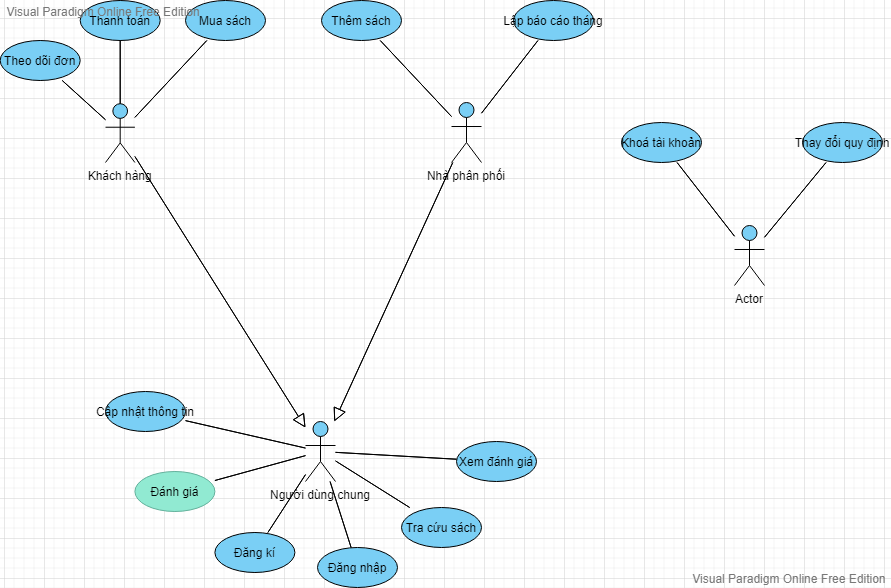 Visual Paradigm Online Free Edition
Thanh toán
Mua sách
Thêm sách
Lập báo cáo tháng
Theo dõi đơn
Khoá tài khoản
Thay đổi quy định
Khách hàng
Nhà phân phối
Actor
Cập nhật thông tin
Xem đánh giá
Đánh giá
Người dùng chung
Tra cứu sách
Đăng kí
Đăng nhập
Visual Paradigm Online Free Edition